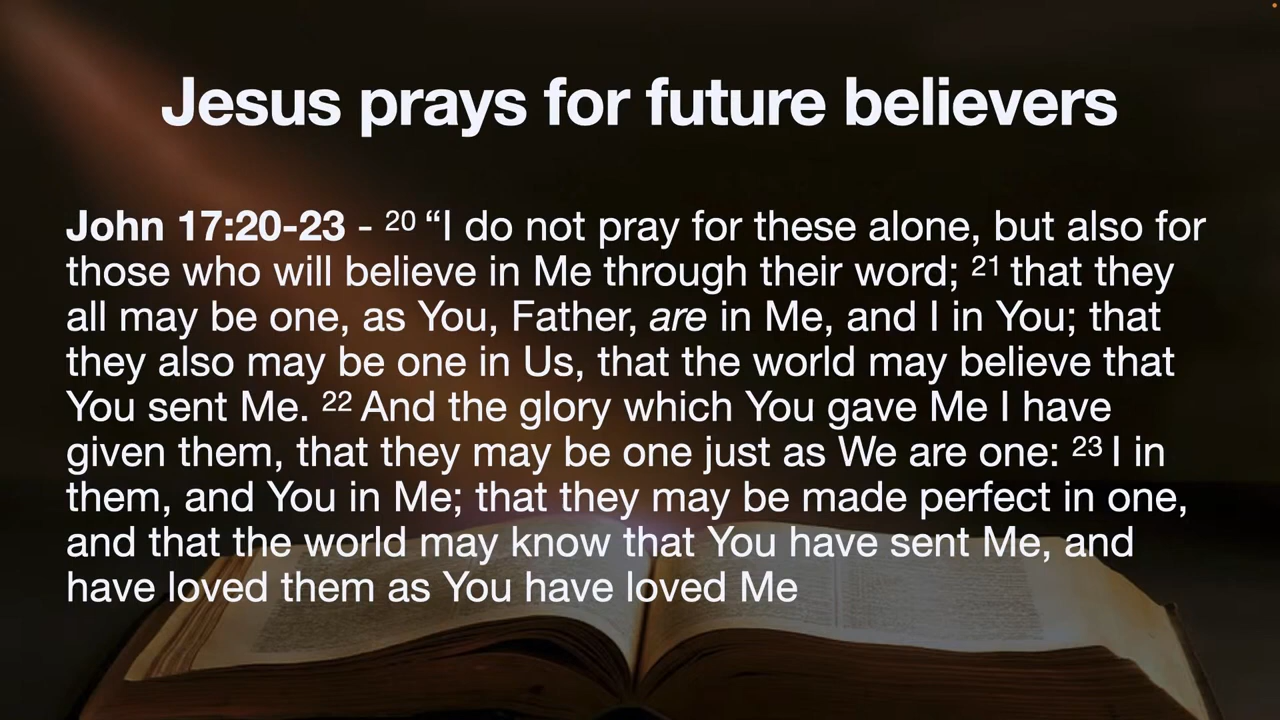 Jesus prays for future believers
John 17:20-23 - 20 “I do not pray for these alone, but also for
those who will believe in Me through their word; 21 that they
all may be one, as You, Father, are in Me, and I in You; that
they also may be one in Us, that the world may believe that
You sent Me. 22 And the glory which You gave Me I have
given them, that they may be one just as We are one: 23 I in
them, and You in Me; that they may be made perfect in one,
and that the world may know that You have sent Me, and
have loved them as You have loved Me